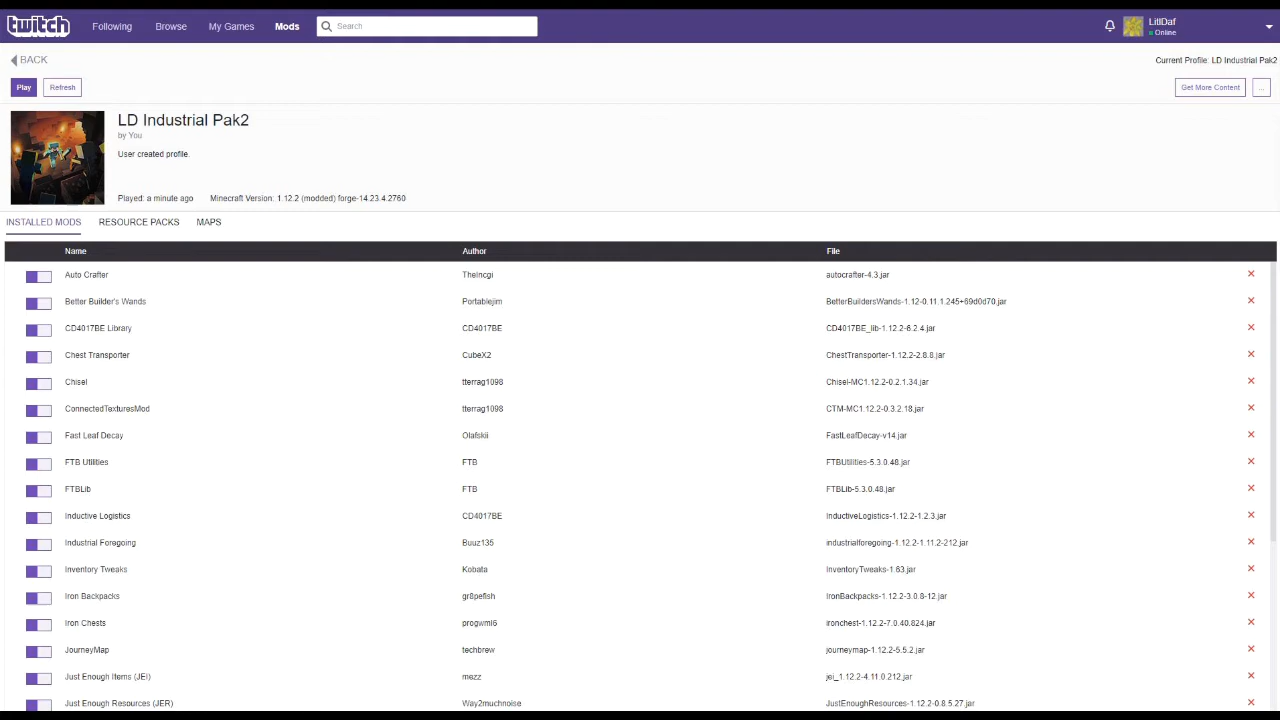 twitch Following Browse My Games Mods Search LitlDaf
Online
BACK
Current Profile: LD Industrial Pak2
Play Refresh Get More Content ...
LD Industrial Pak2
by You
User created profile.
Played: a minute ago Minecraft Version: 1.12.2 (modded) forge-14.23.4.2760
INSTALLED MODS RESOURCE PACKS MAPS
Name Author File
Auto Crafter TheIncgi autocrafter-4.3.jar
Better Builder's Wands Portablejim BetterBuildersWands-1.12-0.11.1.245+69d0d70.jar
CD4017BE Library CD4017BE CD4017BE_lib-1.12.2-6.2.4.jar
Chest Transporter CubeX2 ChestTransporter-1.12.2-2.8.8.jar
Chisel tterrag1098 Chisel-MC1.12.2-0.2.1.34.jar
ConnectedTexturesMod tterrag1098 CTM-MC1.12.2-0.3.2.18.jar
Fast Leaf Decay Olafskii FastLeafDecay-v14.jar
FTB Utilities FTB FTBUtilities-5.3.0.48.jar
FTBLib FTB FTBLib-5.3.0.48.jar
Inductive Logistics CD4017BE InductiveLogistics-1.12.2-1.2.3.jar
Industrial Foregoing Buuz135 industrialforegoing-1.12.2-1.11.2-212.jar
Inventory Tweaks Kobata InventoryTweaks-1.63.jar
Iron Backpacks gr8pefish IronBackpacks-1.12.2-3.0.8-12.jar
Iron Chests progwml6 ironchest-1.12.2-7.0.40.824.jar
JourneyMap techbrew journeymap-1.12.2-5.5.2.jar
Just Enough Items (JEI) mezz jei_1.12.2-4.11.0.212.jar
Just Enough Resources (JER) Way2muchnoise JustEnoughResources-1.12.2-0.8.5.27.jar